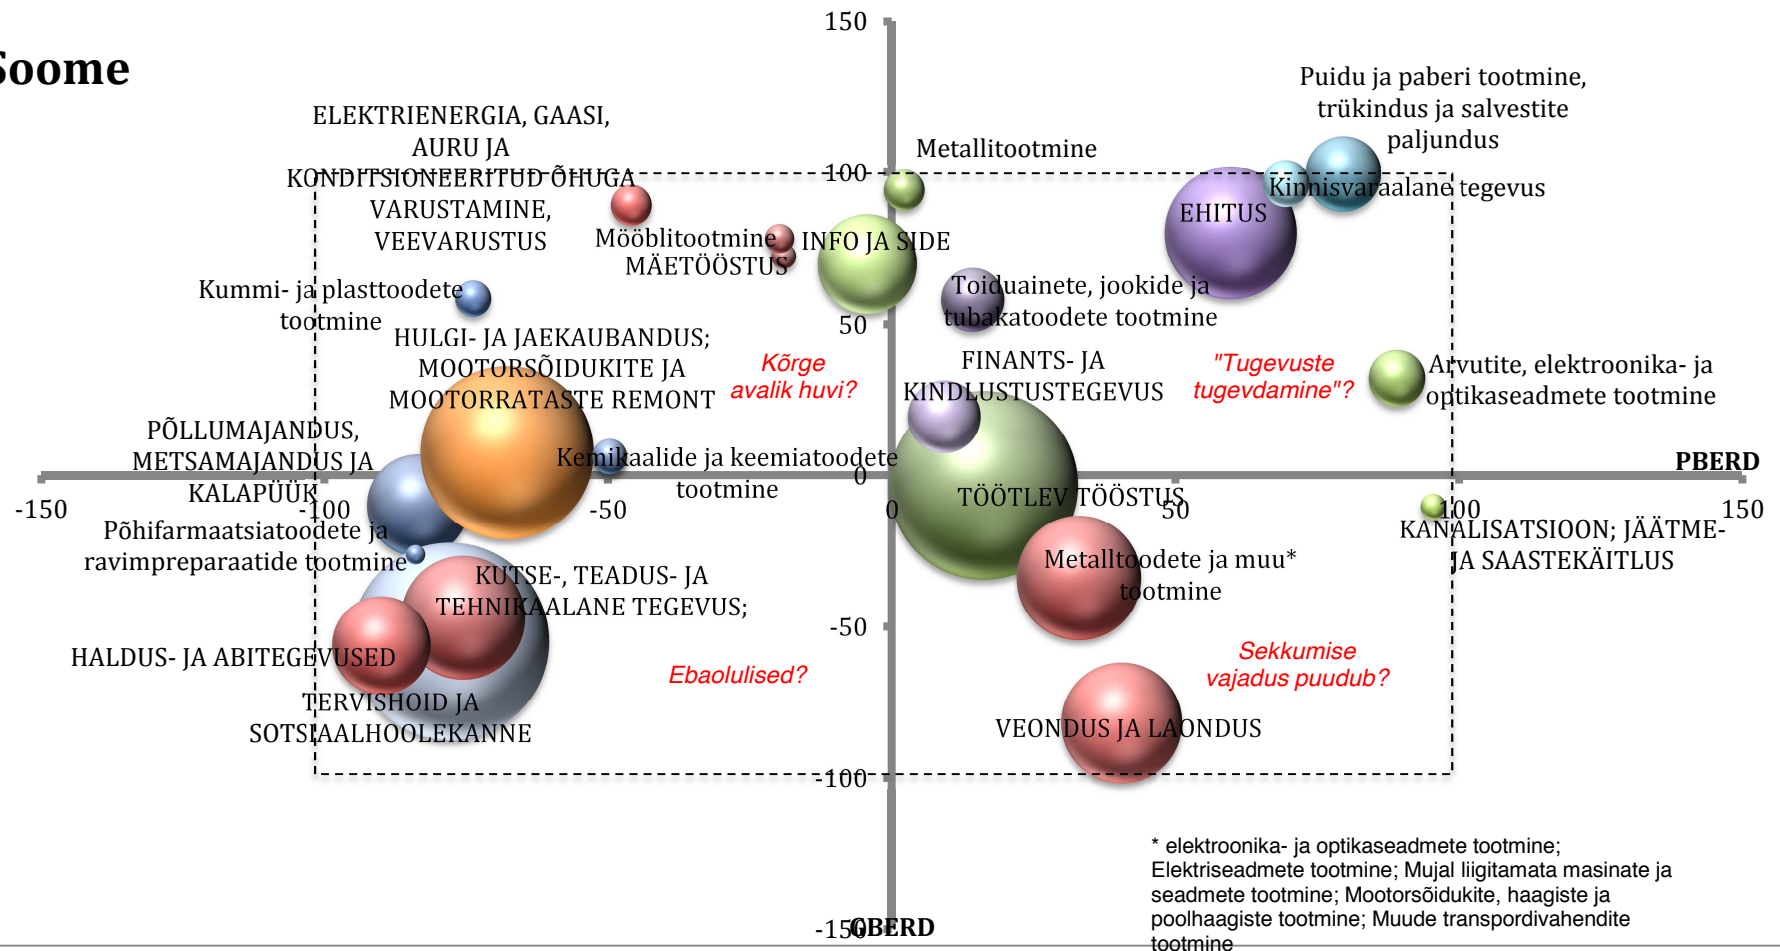 Soome
150
Puidu ja paberi tootmine,
trükindus ja salvestite
paljundus
ELEKTRIENERGIA, GAASI,
AURU JA
KONDITSIONEERITUD ÕHUGA
VARUSTAMINE,
VEEVARUSTUS
Metallitootmine
100
Kinnisvaraalane tegevus
EHITUS
Mööblitootmine
INFO JA SIDE
MÄETÖÖSTUS
Kummi- ja plasttoodete
tootmine
Toiduainete, jookide ja
tubakatoodete tootmine
50
HULGI- JA JAEKAUBANDUS;
MOOTORSÕIDUKITE JA
MOOTORRATASTE REMONT
Kõrge
avalik huvi?
FINANTS- JA
KINDLUSTUSTEGEVUS
"Tugevuste
tugevdamine"?
Arvutite, elektroonika- ja
optikaseadmete tootmine
PÕLLUMAJANDUS,
METSAMAJANDUS JA
KALAPÜÜK
Kemikaalide ja keemiatoodete
tootmine
PBERD
0
-150
-100
-50
0
50
100
150
TÖÖTLEV TÖÖSTUS
KANALISATSIOON; JÄÄTME-
JA SAASTEKÄITLUS
Põhifarmaatsiatoodete ja
ravimpreparaatide tootmine
Metalltoodete ja muu*
tootmine
KUTSE-, TEADUS- JA
TEHNIKAALANE TEGEVUS;
-50
HALDUS- JA ABITEGEVUSED
Ebaolulised?
Sekkumise
vajadus puudub?
TERVISHOID JA
SOTSIAALHOOLEKANNE
VEONDUS JA LAONDUS
-100
* elektroonika- ja optikaseadmete tootmine;
Elektriseadmete tootmine; Mujal liigitamata masinate ja
seadmete tootmine; Mootorsõidukite, haagiste ja
poolhaagiste tootmine; Muude transpordivahendite
tootmine
-150
GBERD